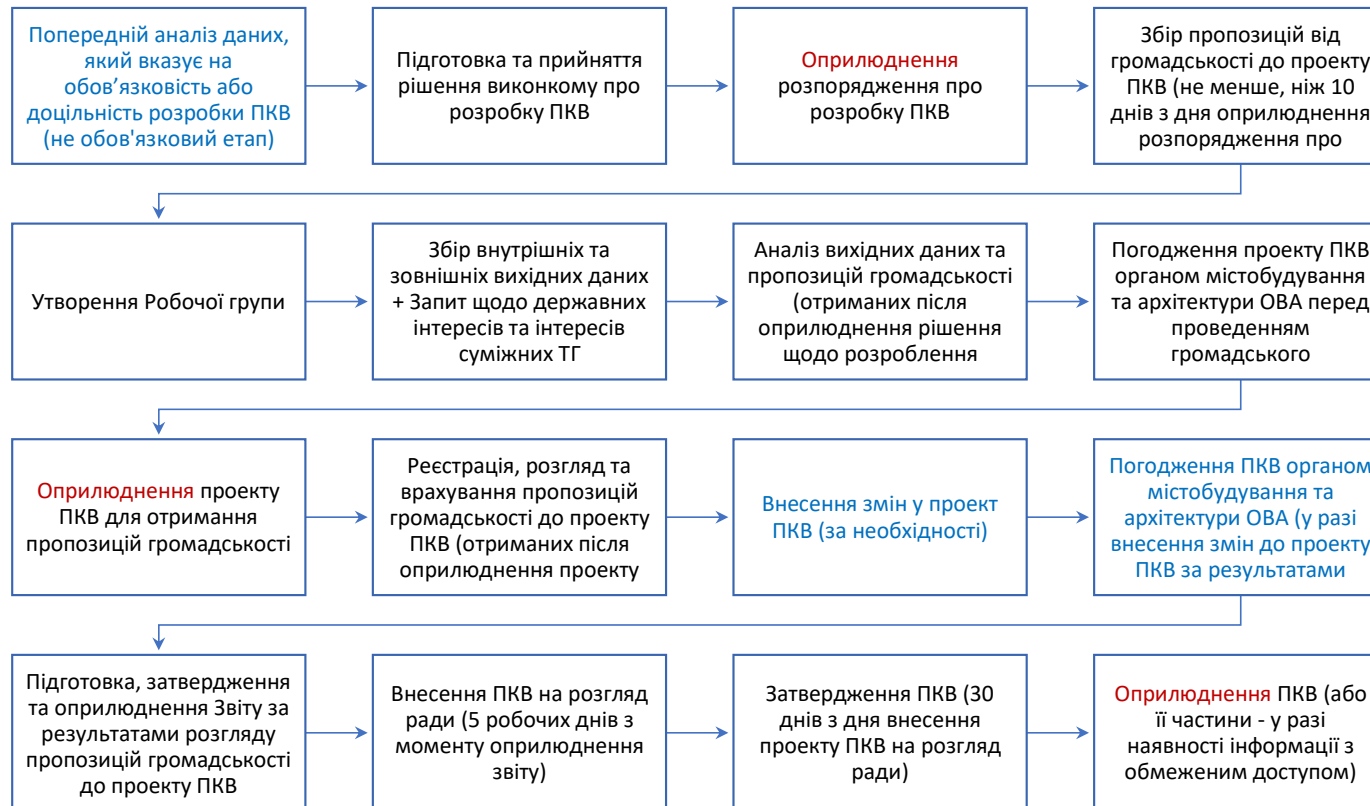 Попередній аналіз даних,
який вказує на
обов’язковість або
доцільність розробки ПКВ
(не обов'язковий етап)
Підготовка та прийняття
рішення виконкому про
розробку ПКВ
Оприлюднення
розпорядження про
розробку ПКВ
Збір пропозицій від
громадськості до проекту
ПКВ (не менше, ніж 10
днів з дня оприлюднення
розпорядження про
Утворення Робочої групи
Збір внутрішніх та
зовнішніх вихідних даних
+ Запит щодо державних
інтересів та інтересів
суміжних ТГ
Аналіз вихідних даних та
пропозицій громадськості
(отриманих після
оприлюднення рішення
щодо розроблення
Погодження проекту ПКВ
органом містобудування
та архітектури ОВА перед
проведенням
громадського
Оприлюднення проекту
ПКВ для отримання
пропозицій громадськості
Реєстрація, розгляд та
врахування пропозицій
громадськості до проекту
ПКВ (отриманих після
оприлюднення проекту
Внесення змін у проект
ПКВ (за необхідності)
Погодження ПКВ органом
містобудування та
архітектури ОВА (у разі
внесення змін до проекту
ПКВ за результатами
Підготовка, затвердження
та оприлюднення Звіту за
результатами розгляду
пропозицій громадськості
до проекту ПКВ
Внесення ПКВ на розгляд
ради (5 робочих днів з
моменту оприлюднення
звіту)
Затвердження ПКВ (30
днів з дня внесення
проекту ПКВ на розгляд
ради)
Оприлюднення ПКВ (або
її частини - у разі
наявності інформації з
обмеженим доступом)